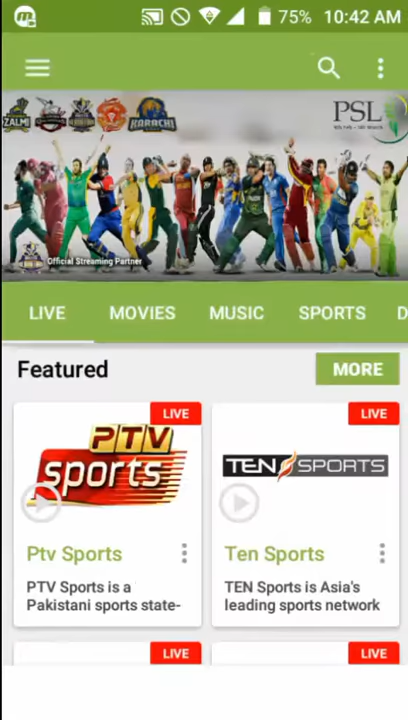 75% 10:42 AM
ZALMI
KARACHI
PSL
Official Streaming Partner
LIVE MOVIES MUSIC SPORTS D
Featured MORE
LIVE
PTV
sports
Ptv Sports
PTV Sports is a
Pakistani sports state-
LIVE
TEN SPORTS
Ten Sports
TEN Sports is Asia's
leading sports network
LIVE
LIVE